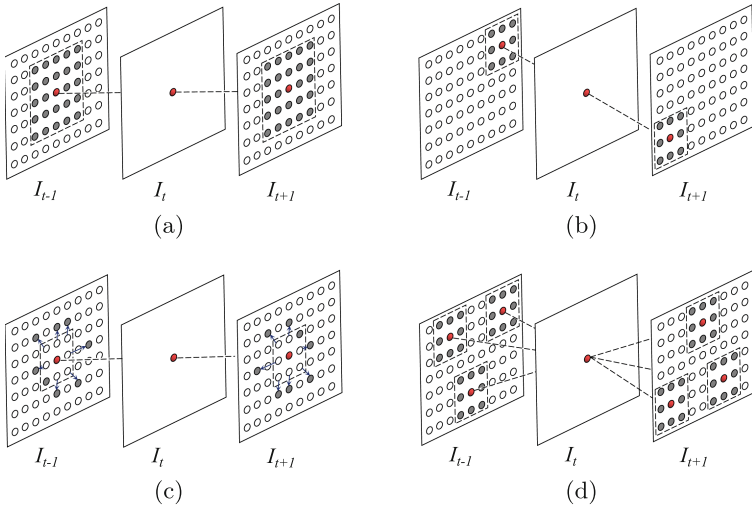 I_{t-1} I_t I_{t+1} I_{t-1} I_t I_{t+1}
(a) (b)
I_{t-1} I_t I_{t+1} I_{t-1} I_t I_{t+1}
(c) (d)